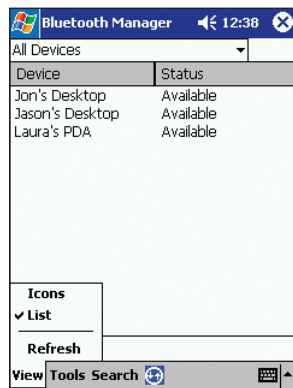 Bluetooth Manager 12:38
All Devices
Device Status
Jon's Desktop Available
Jason's Desktop Available
Laura's PDA Available
Icons
List
Refresh
View Tools Search